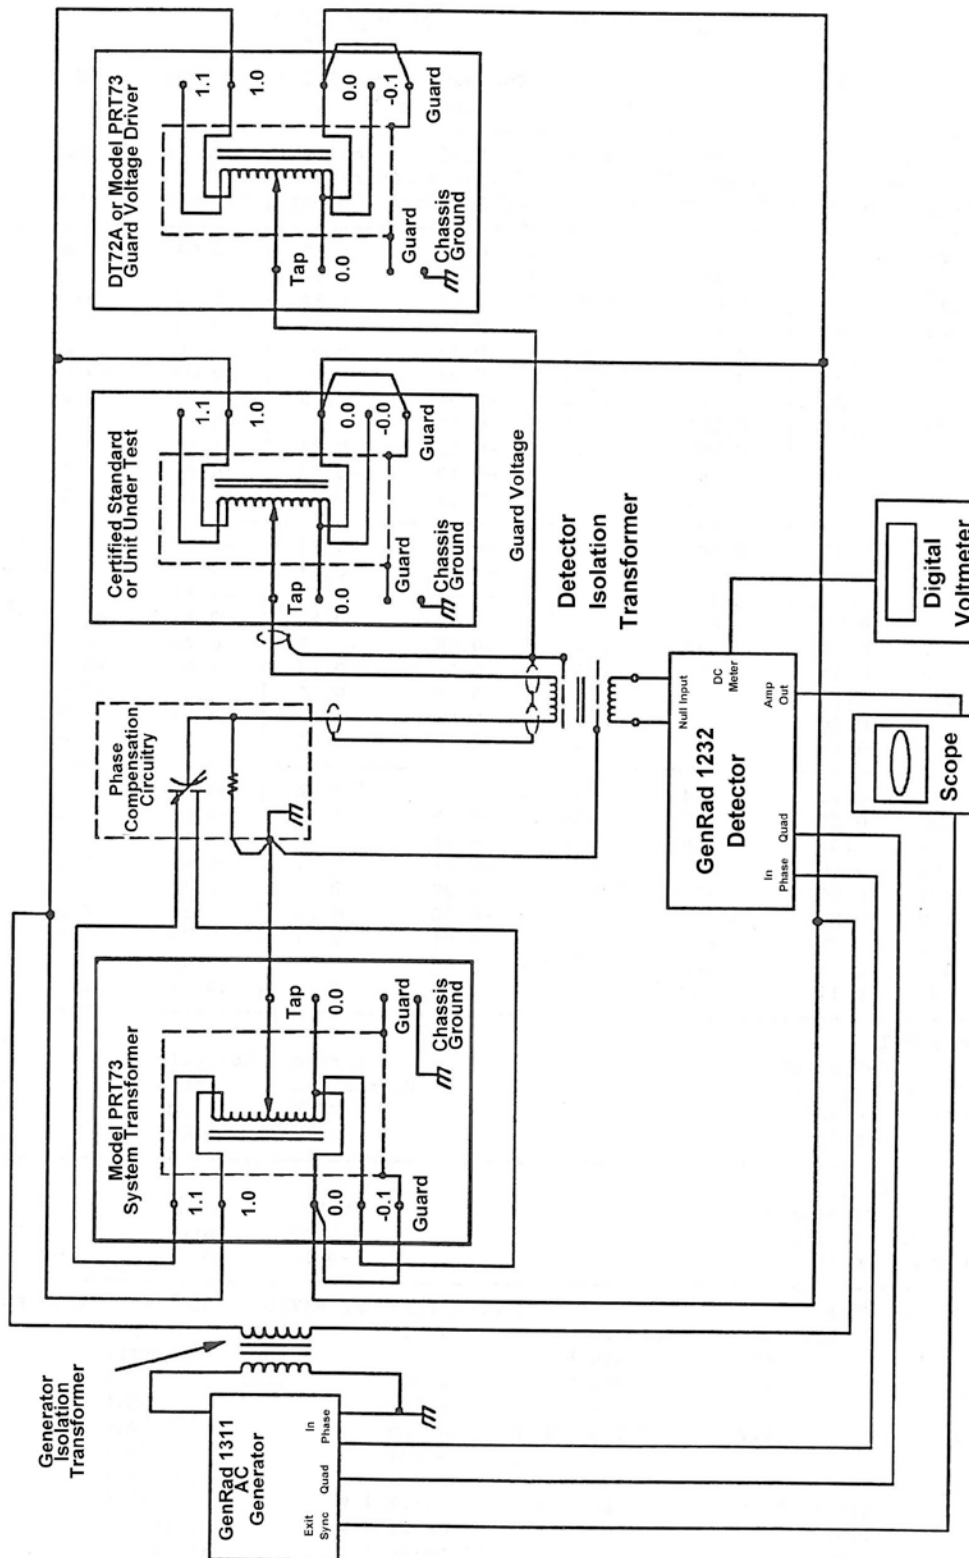 Generator
Isolation
Transformer
GenRad 1311
AC
Generator
Exit
Sync
Quad
In
Phase
Model PRT73
System Transformer
1.1
1.0
0.0
-0.1
Guard
Tap
0.0
Guard
Chassis
Ground
Phase
Compensation
Circuitry
Certified Standard
or Unit Under Test
1.1
1.0
0.0
-0.0
Guard
Tap
0.0
Guard
Chassis
Ground
DT72A or Model PRT73
Guard Voltage Driver
1.1
1.0
0.0
-0.1
Guard
Tap
0.0
Guard
Chassis
Ground
Guard Voltage
Detector
Isolation
Transformer
Null Input
DC
Meter
GenRad 1232
Detector
In
Phase
Quad
Amp
Out
Scope
Digital
Voltmeter